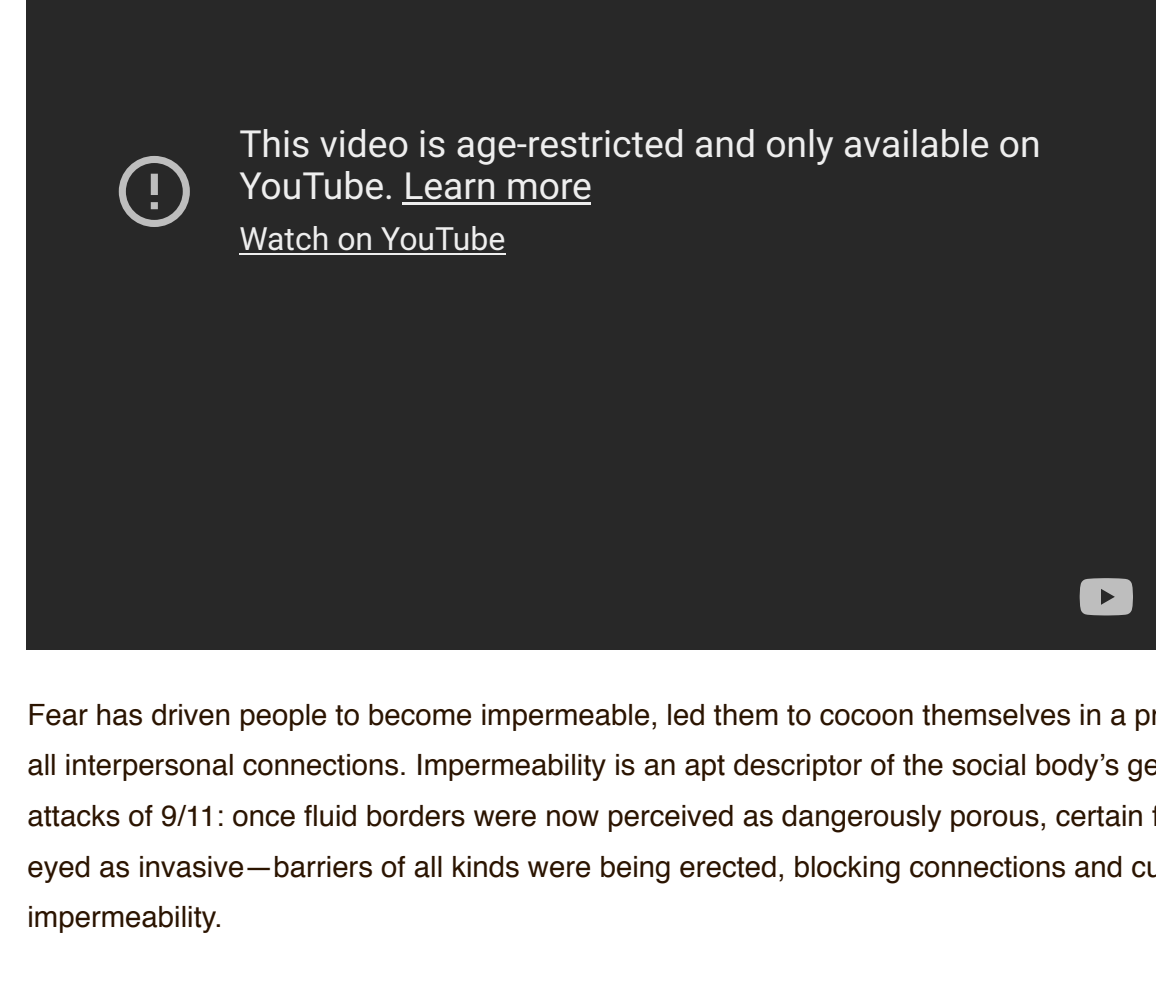 This video is age-restricted and only available on
YouTube. Learn more
Watch on YouTube
Fear has driven people to become impermeable, led them to cocoon themselves in a
all interpersonal connections. Impermeability is an apt descriptor of the social body’s
attacks of 9/11: once fluid borders were now perceived as dangerously porous, certain
eyed as invasive—barriers of all kinds were being erected, blocking connections and
impermeability.